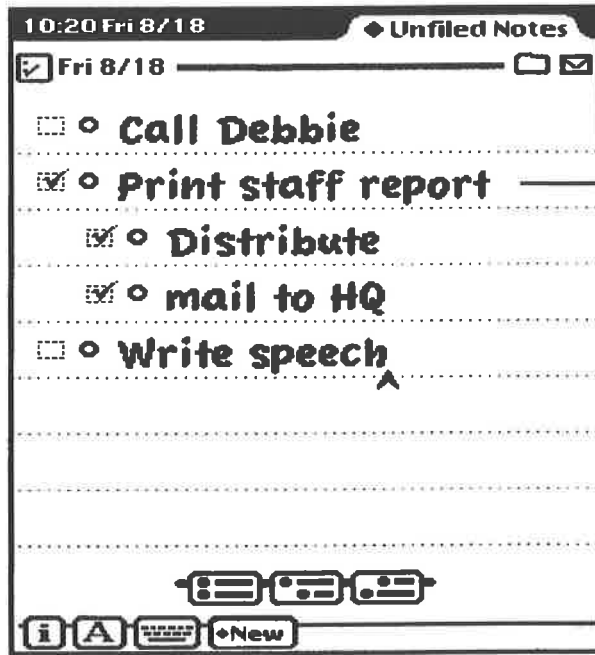 10:20 Fri 8/18 ◆ Unfiled Notes
Fri 8/18
Call Debbie
Print staff report
Distribute
mail to HQ
Write speech
i A ◆New